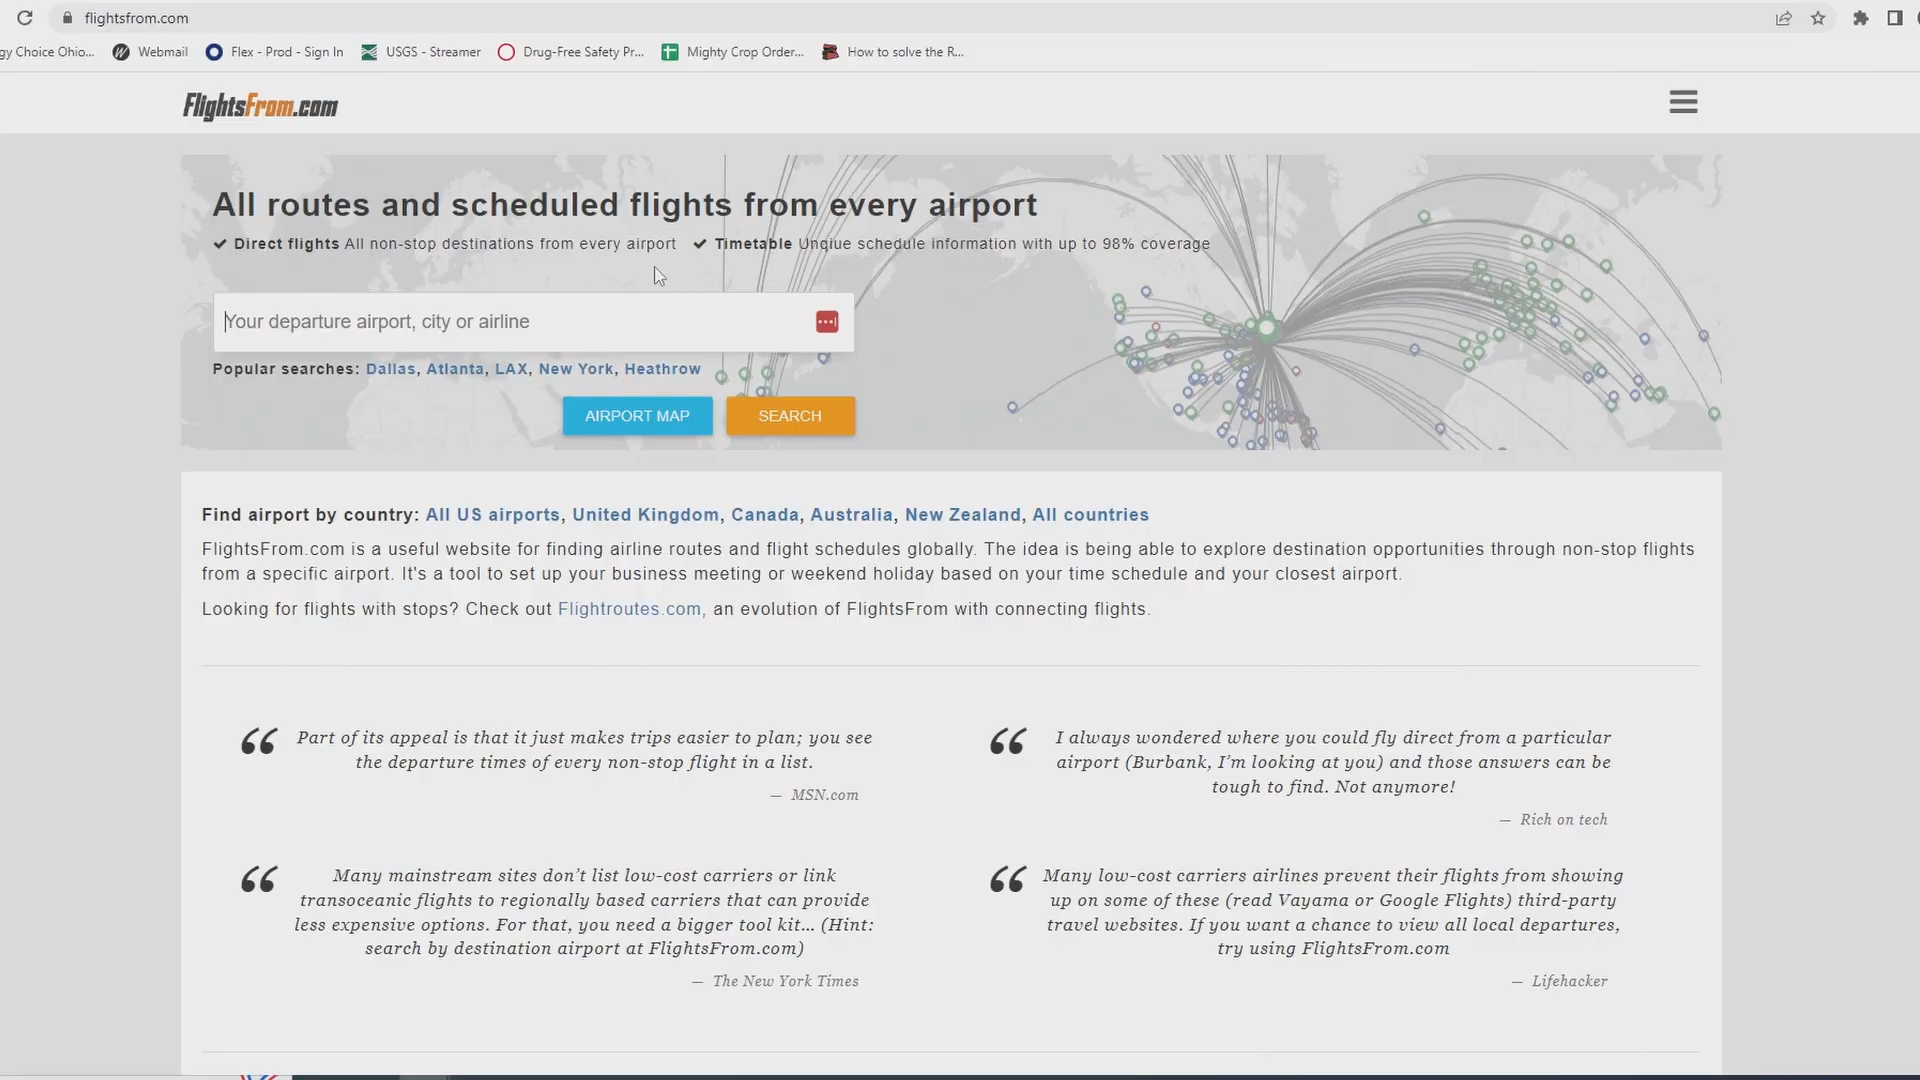 flightsfrom.com
gy Choice Ohio... Webmail Flex - Prod - Sign In USGS - Streamer Drug-Free Safety Pr... Mighty Crop Order... How to solve the R...
FlightsFrom.com
All routes and scheduled flights from every airport
Direct flights All non-stop destinations from every airport Timetable Unqiue schedule information with up to 98% coverage
Your departure airport, city or airline
Popular searches: Dallas, Atlanta, LAX, New York, Heathrow
AIRPORT MAP SEARCH
Find airport by country: All US airports, United Kingdom, Canada, Australia, New Zealand, All countries
FlightsFrom.com is a useful website for finding airline routes and flight schedules globally. The idea is being able to explore destination opportunities through non-stop flights
from a specific airport. It's a tool to set up your business meeting or weekend holiday based on your time schedule and your closest airport.
Looking for flights with stops? Check out Flightroutes.com, an evolution of FlightsFrom with connecting flights.
“ Part of its appeal is that it just makes trips easier to plan; you see
the departure times of every non-stop flight in a list.
— MSN.com
“ I always wondered where you could fly direct from a particular
airport (Burbank, I’m looking at you) and those answers can be
tough to find. Not anymore!
— Rich on tech
“ Many mainstream sites don’t list low-cost carriers or link
transoceanic flights to regionally based carriers that can provide
less expensive options. For that, you need a bigger tool kit... (Hint:
search by destination airport at FlightsFrom.com)
— The New York Times
“ Many low-cost carriers airlines prevent their flights from showing
up on some of these (read Vayama or Google Flights) third-party
travel websites. If you want a chance to view all local departures,
try using FlightsFrom.com
— Lifehacker